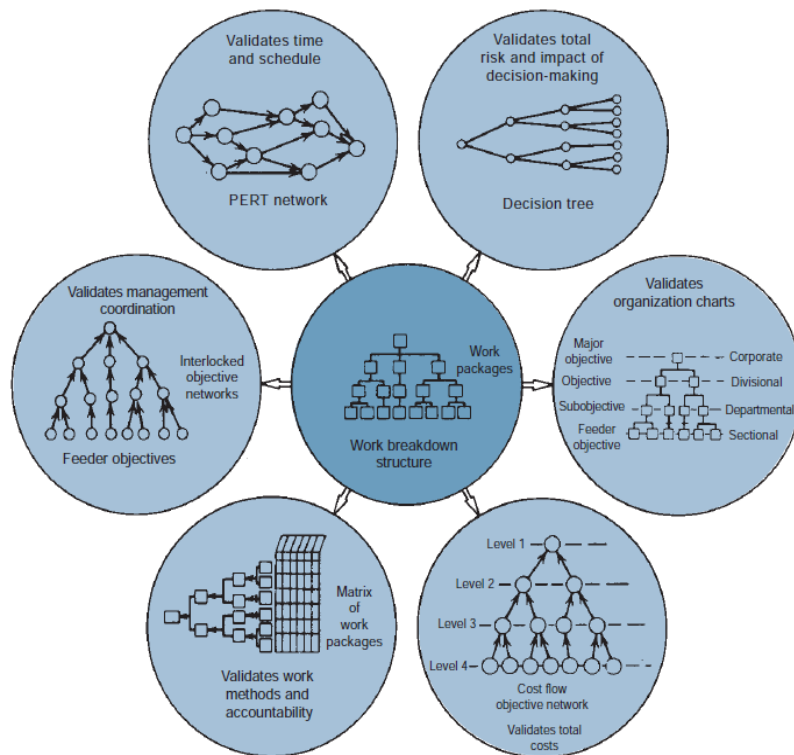 Validates time
and schedule
PERT network
Validates total
risk and impact of
decision-making
Decision tree
Validates management
coordination
Interlocked
objective
networks
Feeder objectives
Work
packages
Work breakdown
structure
Validates
organization charts
Major
objective
Corporate
Objective
Divisional
Subobjective
Departmental
Feeder
objective
Sectional
Matrix
of
work
packages
Validates work
methods and
accountability
Level 1
Level 2
Level 3
Level 4
Cost flow
objective network
Validates total
costs